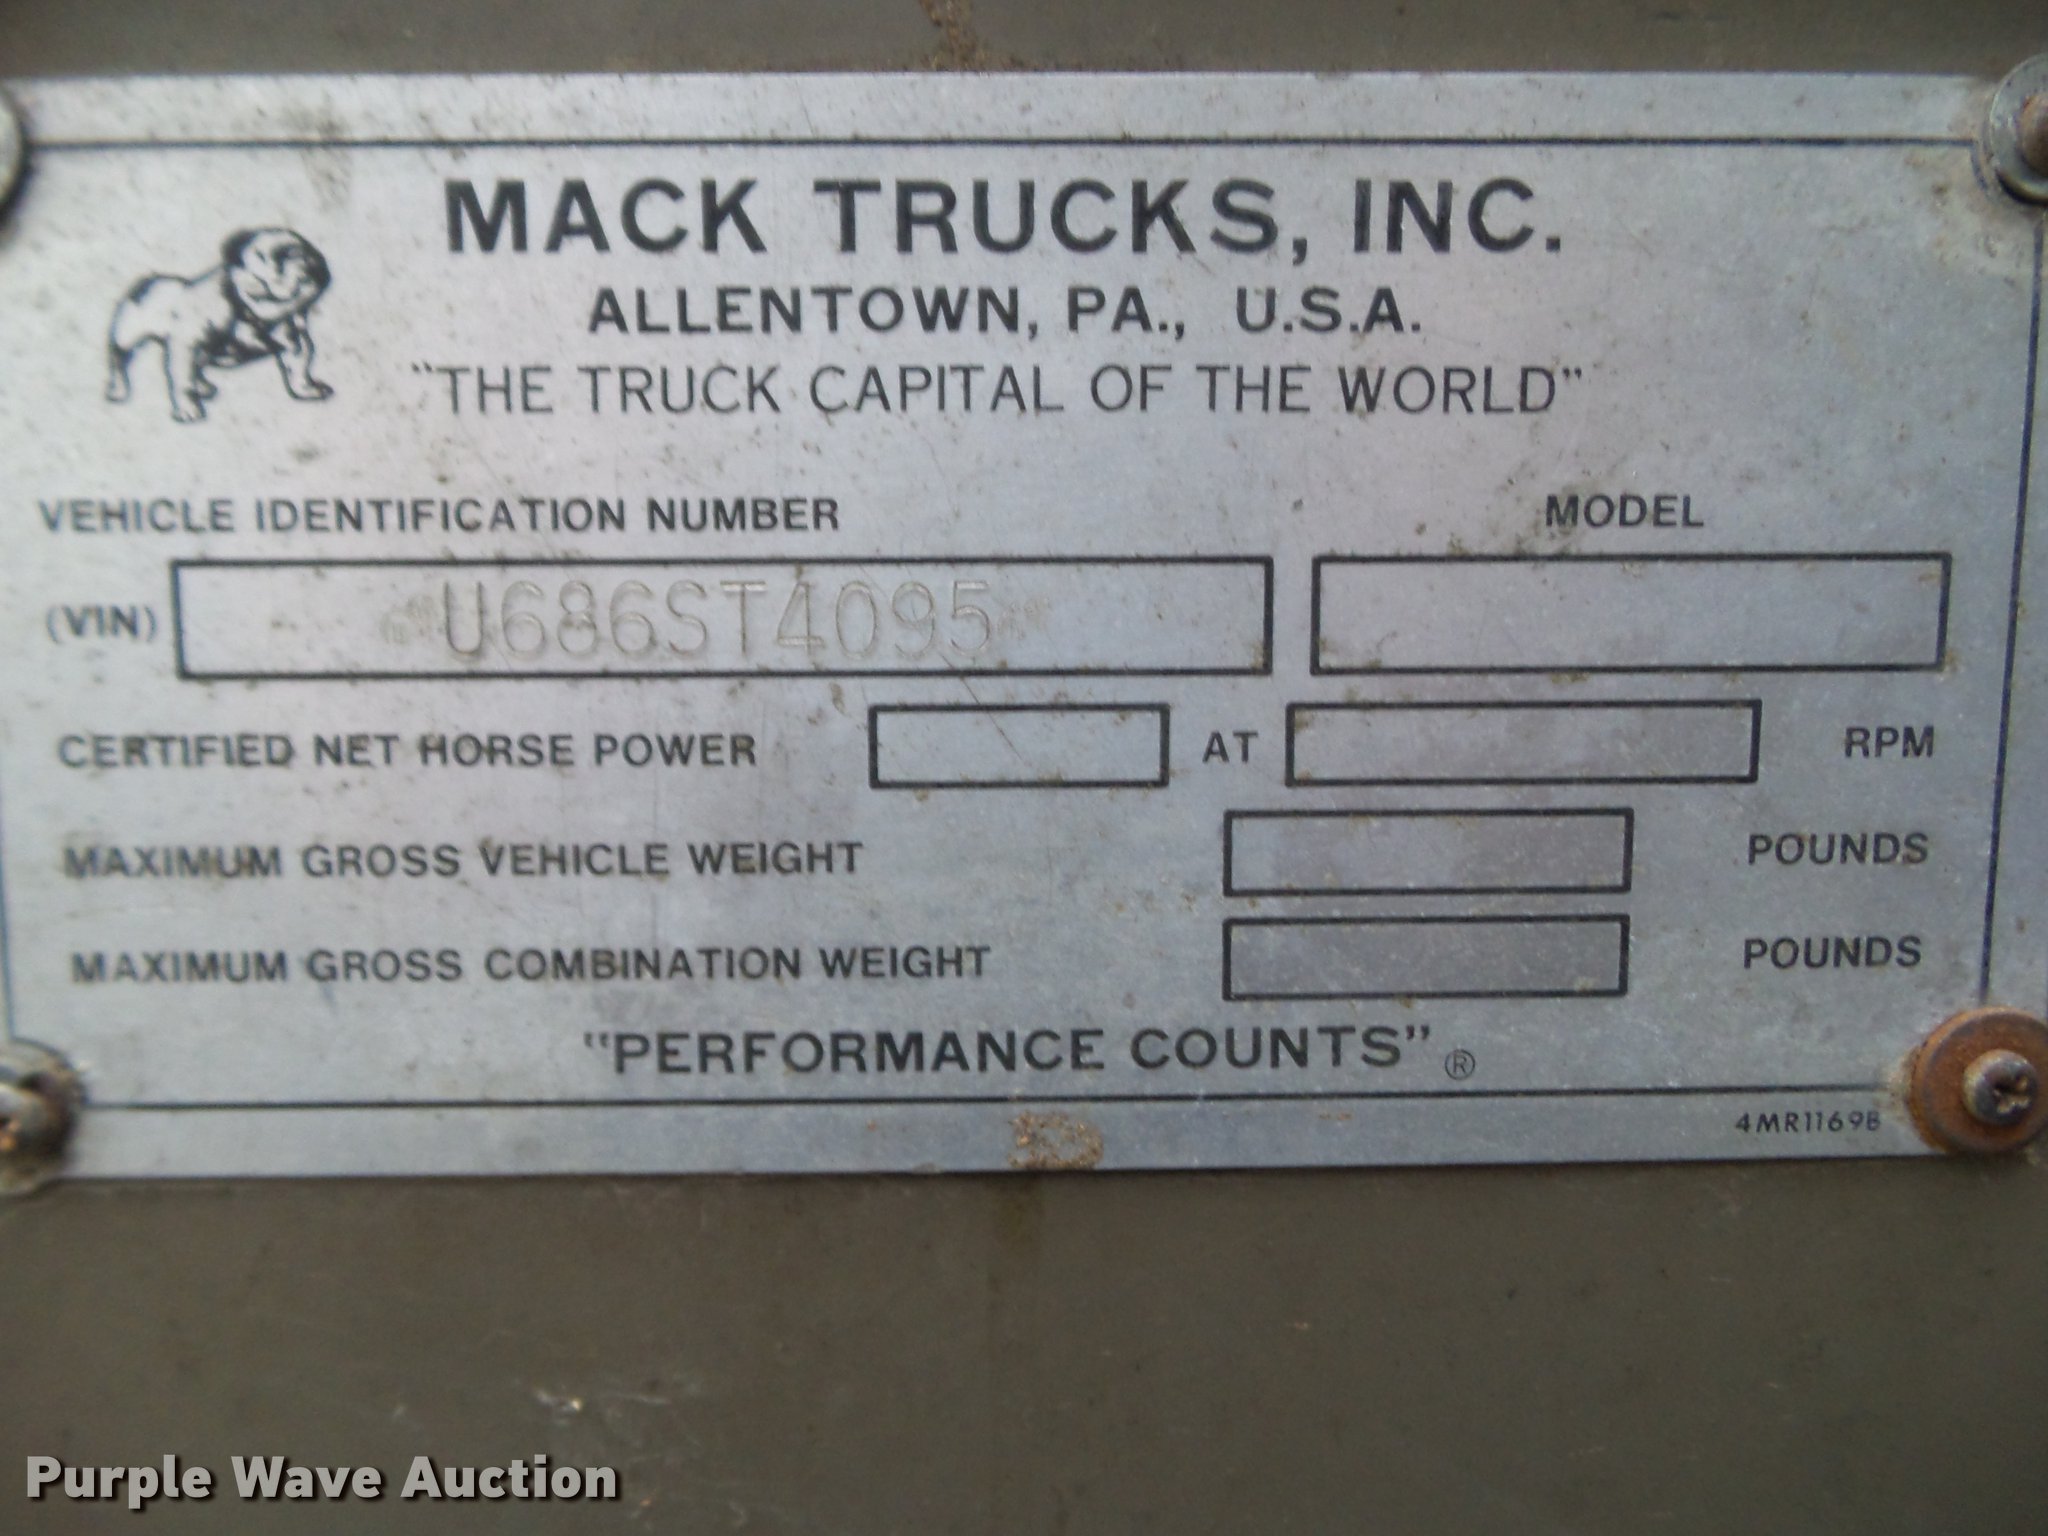 MACK TRUCKS, INC.
ALLENTOWN, PA., U.S.A.
"THE TRUCK CAPITAL OF THE WORLD"
VEHICLE IDENTIFICATION NUMBER MODEL
(VIN) U686ST4095
CERTIFIED NET HORSE POWER AT RPM
MAXIMUM GROSS VEHICLE WEIGHT POUNDS
MAXIMUM GROSS COMBINATION WEIGHT POUNDS
"PERFORMANCE COUNTS" ®
4MR1169B
Purple Wave Auction